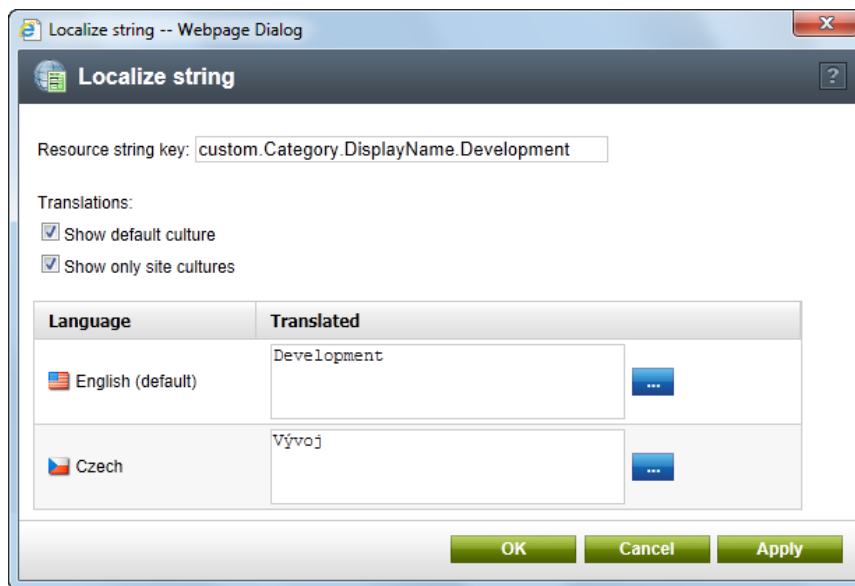 Localize string -- Webpage Dialog
Localize string
?
Resource string key: custom.Category.DisplayName.Development
Translations:
Show default culture
Show only site cultures
Language Translated
English (default) Development ...
Czech Vývoj ...
OK Cancel Apply